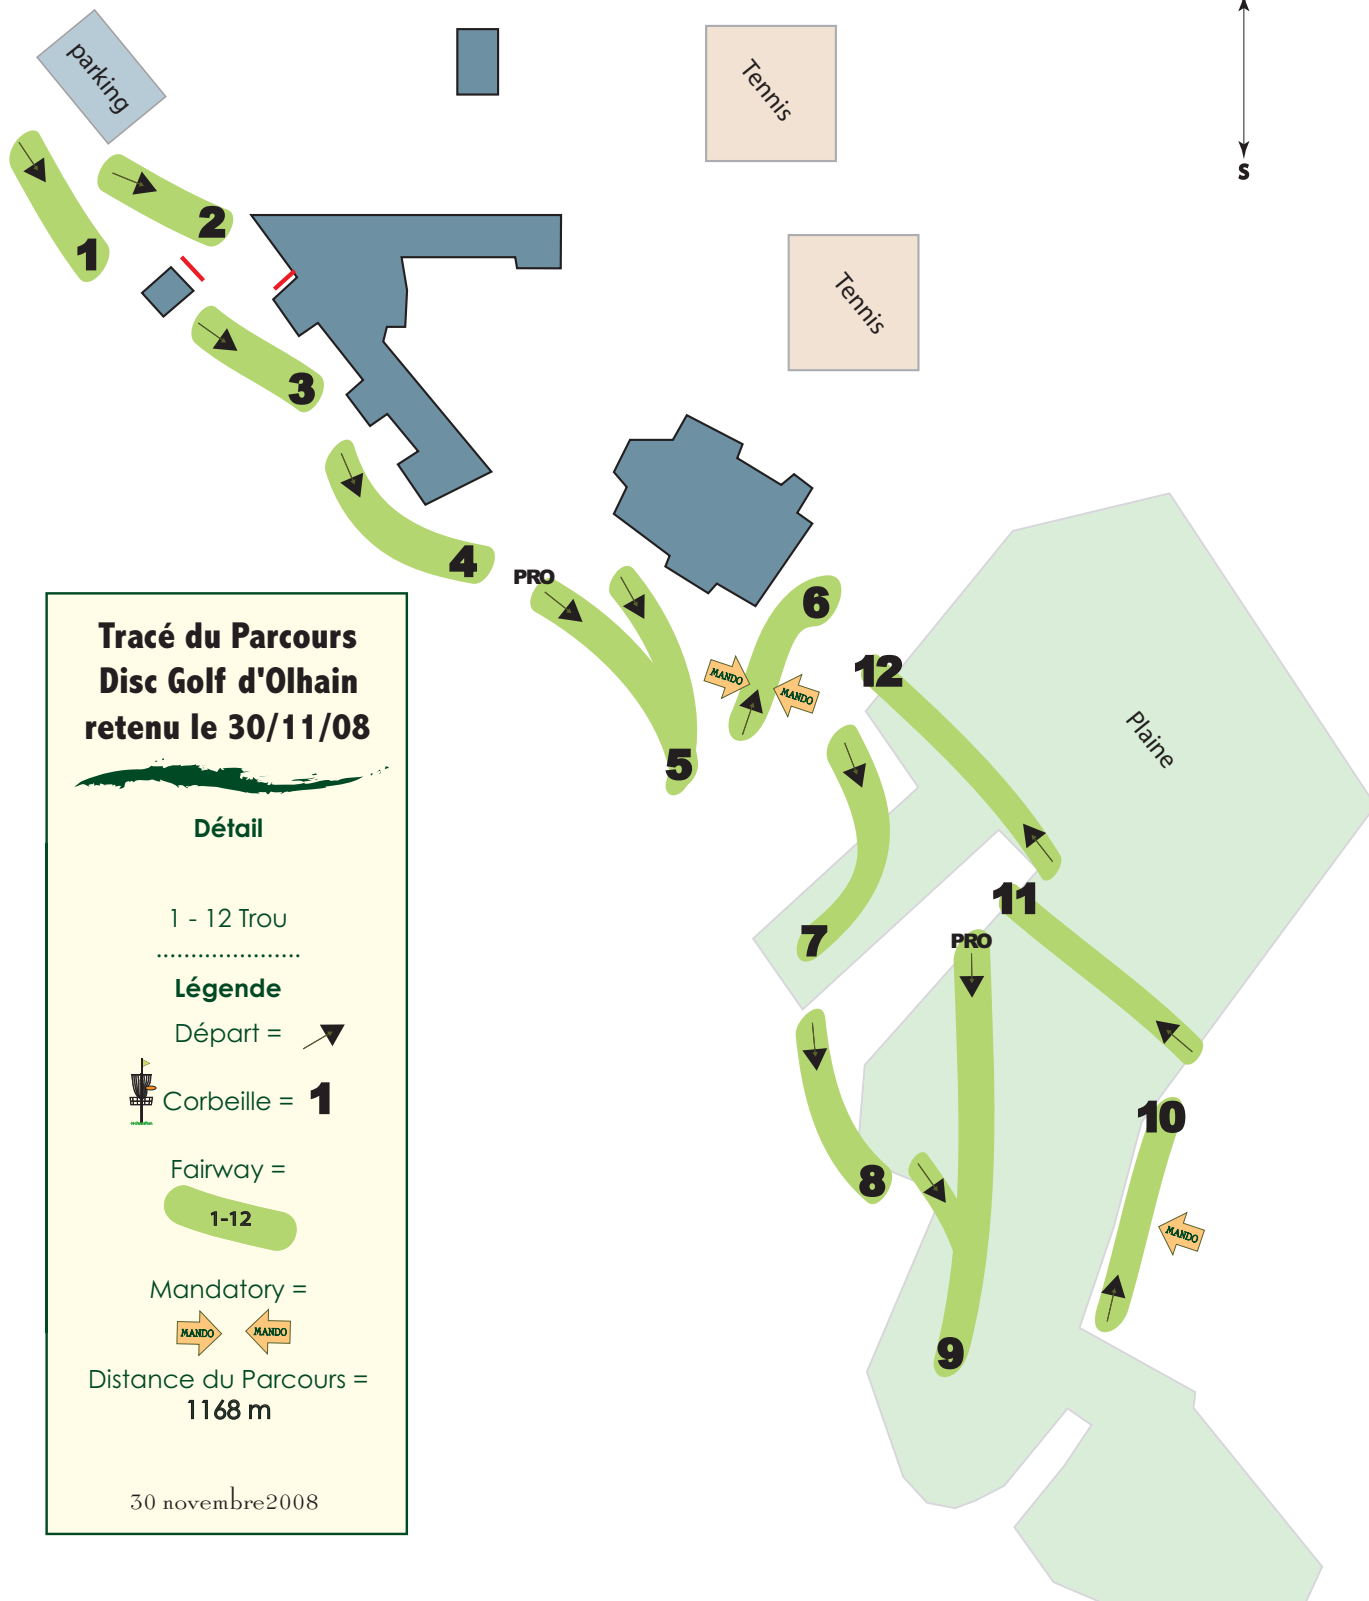 parking
Tennis
S
1
2
Tennis
3
4
PRO
6
MANDO
MANDO
12
5
Plaine
7
11
PRO
10
8
MANDO
9
Tracé du Parcours
Disc Golf d'Olhain
retenu le 30/11/08
Détail
1 - 12 Trou
.....................
Légende
Départ =
Corbeille = 1
Fairway =
1-12
Mandatory =
MANDO MANDO
Distance du Parcours =
1168 m
30 novembre2008